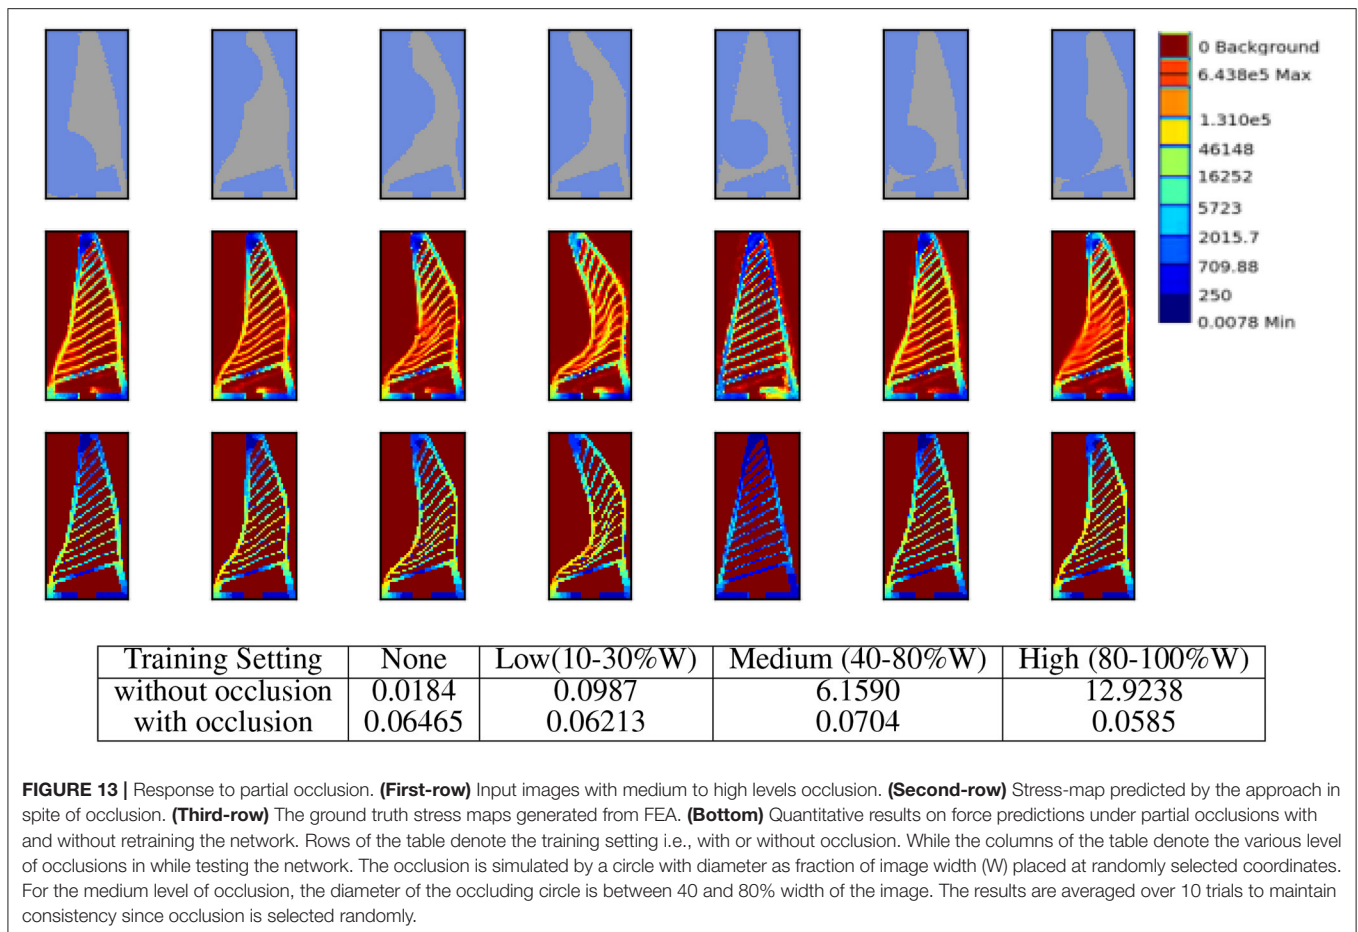 0 Background
6.438e5 Max
1.310e5
46148
16252
5723
2015.7
709.88
250
0.0078 Min
Training Setting None Low(10-30%W) Medium (40-80%W) High (80-100%W)
without occlusion 0.0184 0.0987 6.1590 12.9238
with occlusion 0.06465 0.06213 0.0704 0.0585
FIGURE 13 | Response to partial occlusion. (First-row) Input images with medium to high levels occlusion. (Second-row) Stress-map predicted by the approach in
spite of occlusion. (Third-row) The ground truth stress maps generated from FEA. (Bottom) Quantitative results on force predictions under partial occlusions with
and without retraining the network. Rows of the table denote the training setting i.e., with or without occlusion. While the columns of the table denote the various level
of occlusions in while testing the network. The occlusion is simulated by a circle with diameter as fraction of image width (W) placed at randomly selected coordinates.
For the medium level of occlusion, the diameter of the occluding circle is between 40 and 80% width of the image. The results are averaged over 10 trials to maintain
consistency since occlusion is selected randomly.